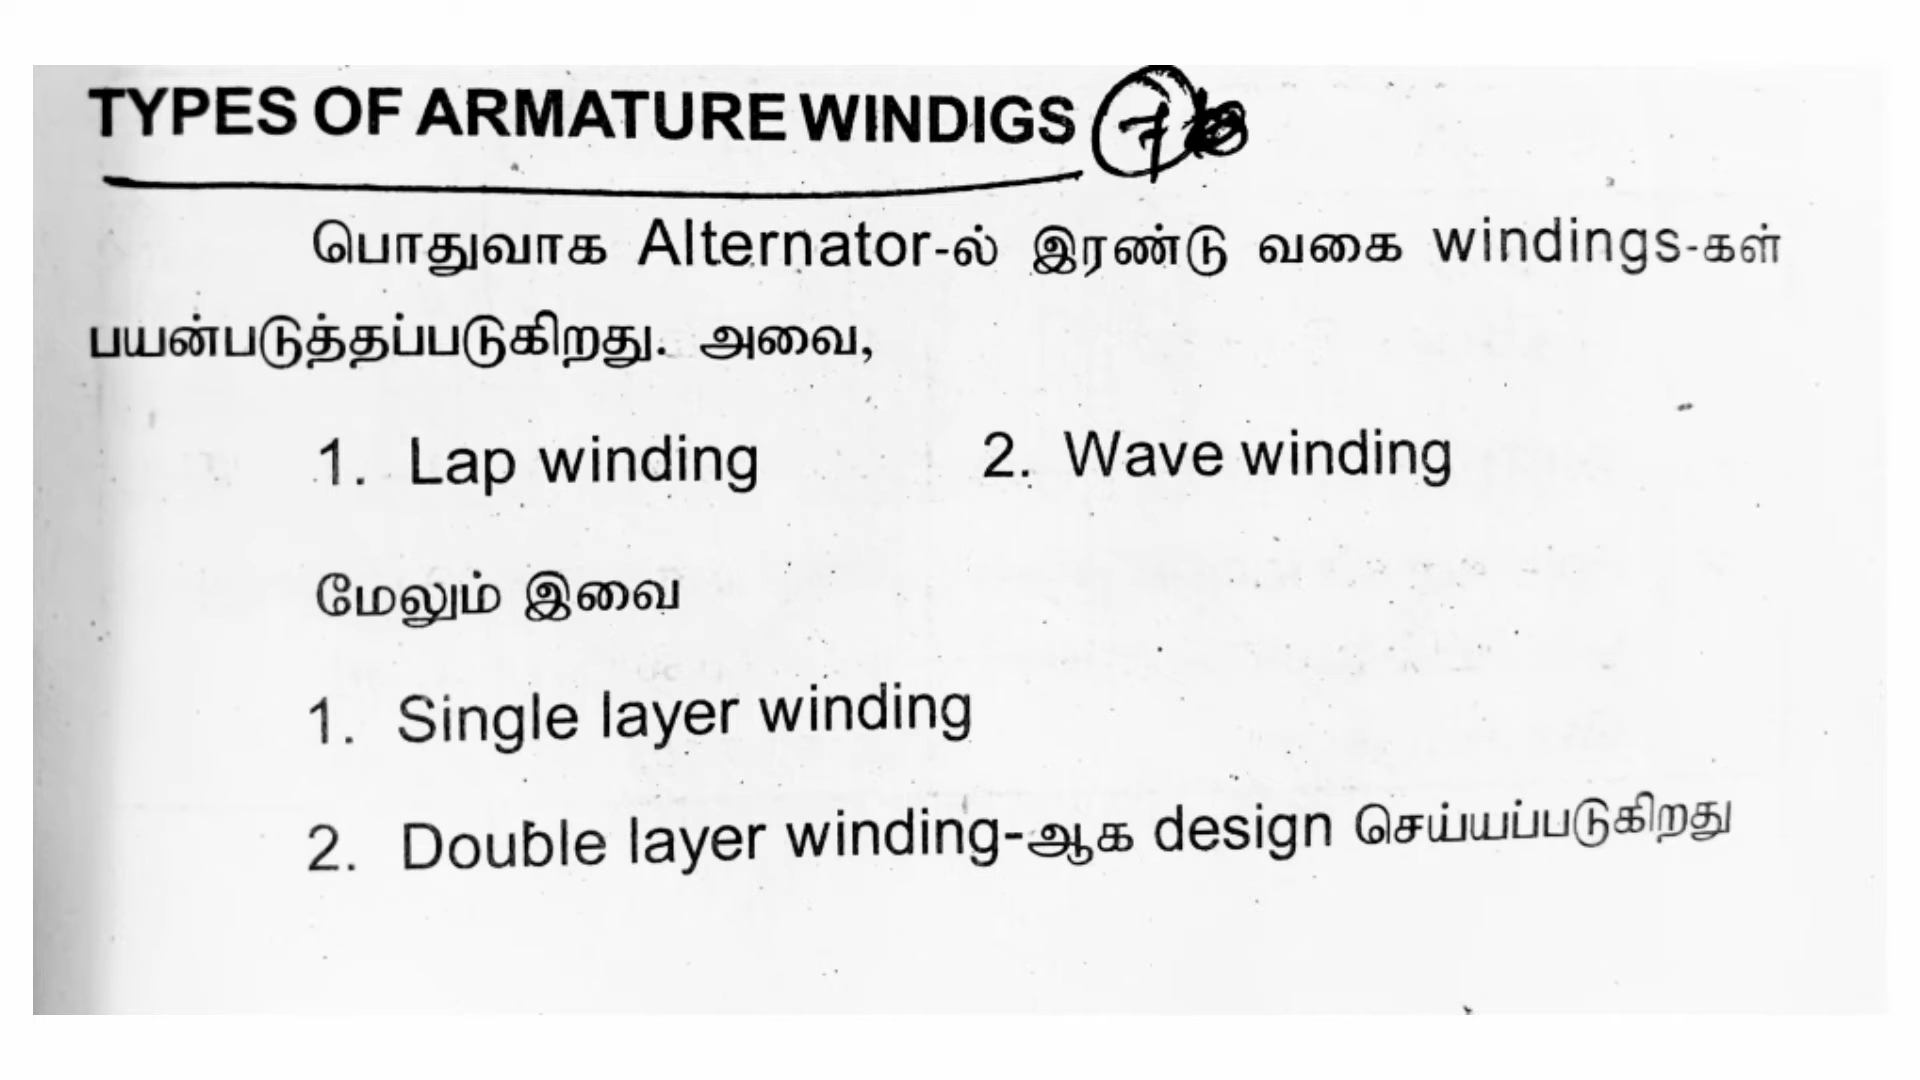 TYPES OF ARMATURE WINDIGS 7
பொதுவாக Alternator-ல் இரண்டு வகை windings-கள்
பயன்படுத்தப்படுகிறது. அவை,
1. Lap winding 2. Wave winding
மேலும் இவை
1. Single layer winding
2. Double layer winding-ஆக design செய்யப்படுகிறது